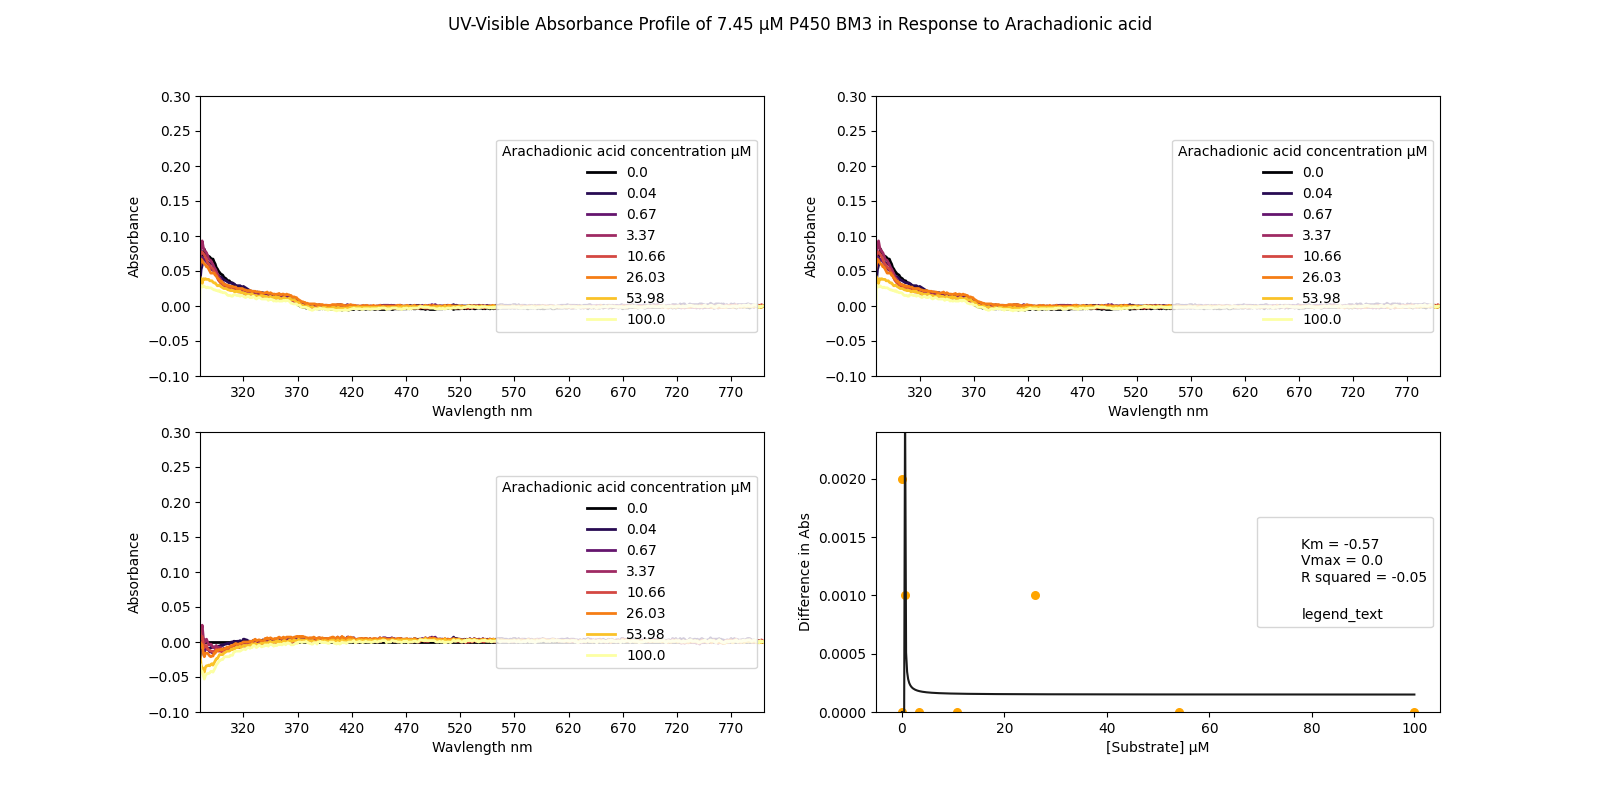 UV-Visible Absorbance Profile of 7.45 μM P450 BM3 in Response to Arachadionic acid
0.30
0.25
0.20
0.15
0.10
0.05
0.00
−0.05
−0.10
Absorbance
Arachadionic acid concentration μM
0.0
0.04
0.67
3.37
10.66
26.03
53.98
100.0
320 370 420 470 520 570 620 670 720 770
Wavlength nm
0.30
0.25
0.20
0.15
0.10
0.05
0.00
−0.05
−0.10
Absorbance
Arachadionic acid concentration μM
0.0
0.04
0.67
3.37
10.66
26.03
53.98
100.0
320 370 420 470 520 570 620 670 720 770
Wavlength nm
0.30
0.25
0.20
0.15
0.10
0.05
0.00
−0.05
−0.10
Absorbance
Arachadionic acid concentration μM
0.0
0.04
0.67
3.37
10.66
26.03
53.98
100.0
320 370 420 470 520 570 620 670 720 770
Wavlength nm
0.0020
0.0015
0.0010
0.0005
0.0000
Difference in Abs
Km = -0.57
Vmax = 0.0
R squared = -0.05
legend_text
0 20 40 60 80 100
[Substrate] μM